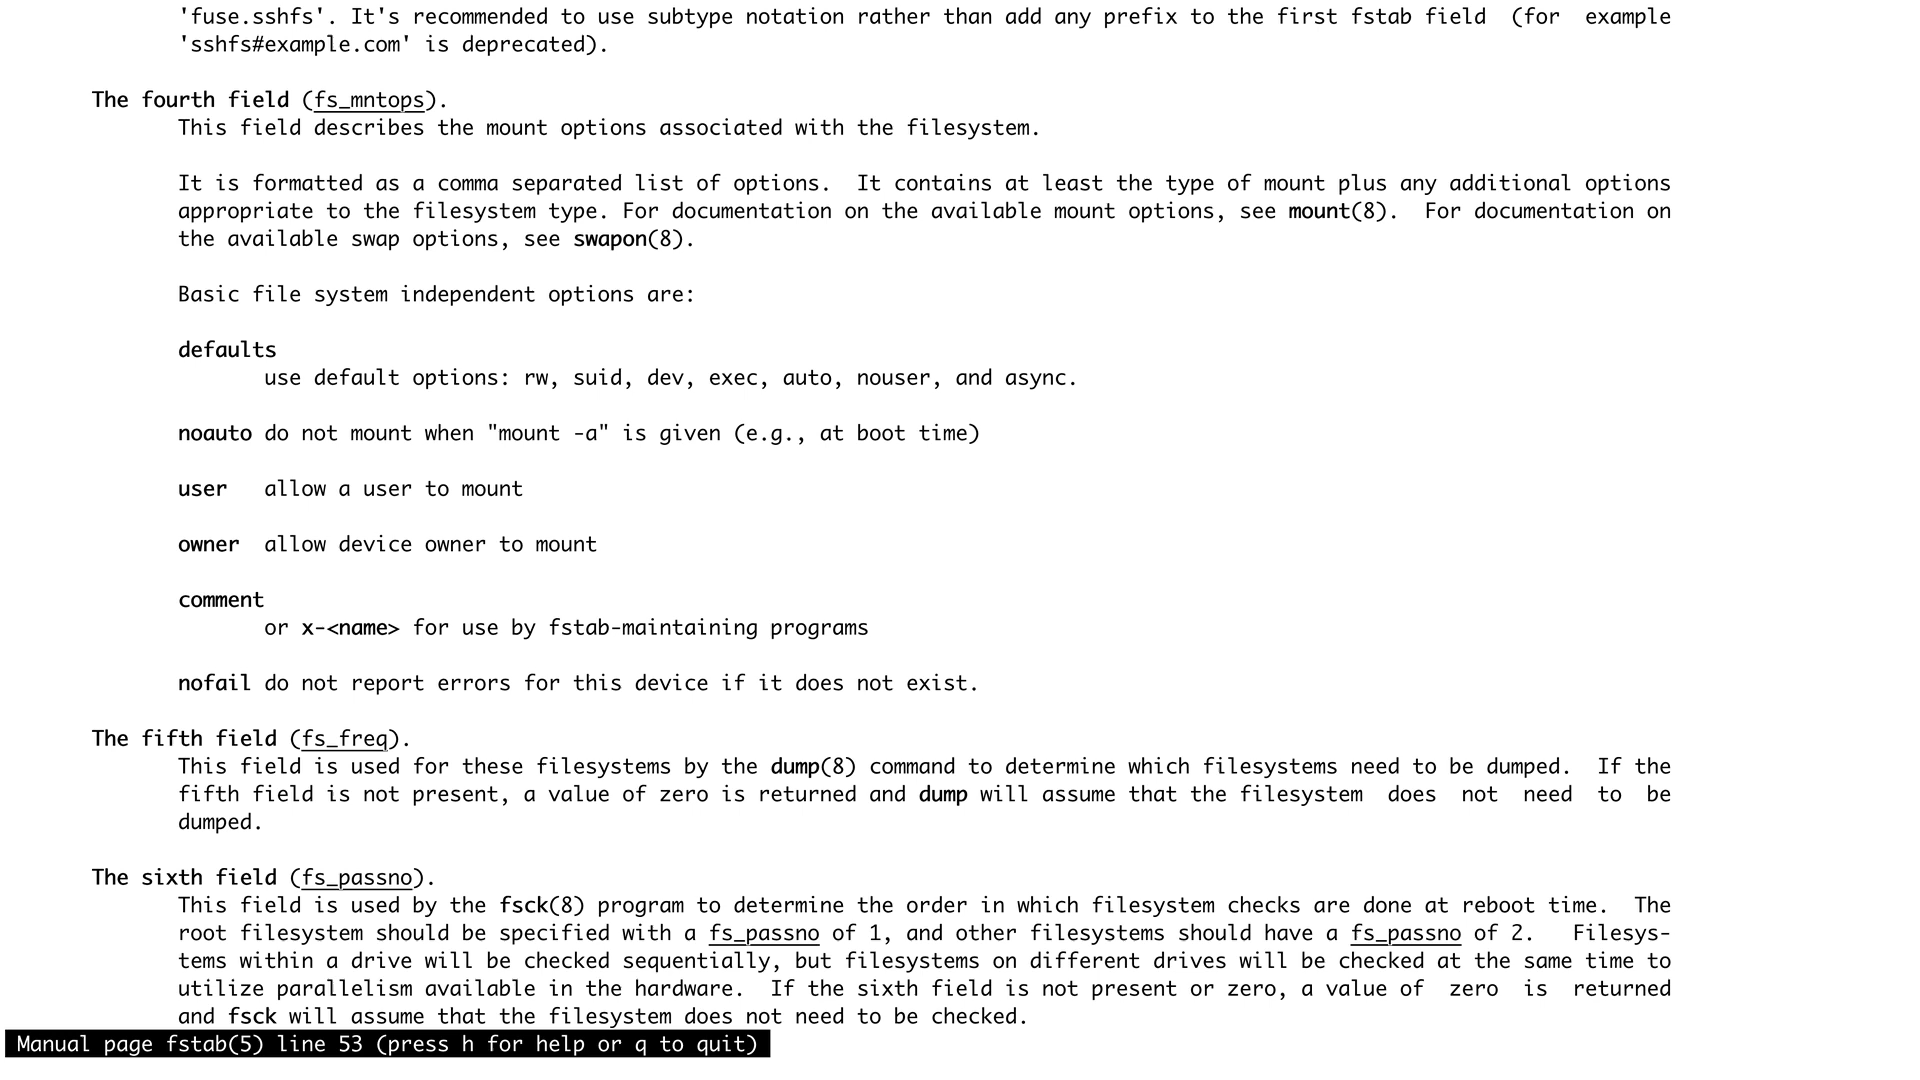 'fuse.sshfs'. It's recommended to use subtype notation rather than add any prefix to the first fstab field  (for  example
'sshfs#example.com' is deprecated).
The fourth field (fs_mntops).
This field describes the mount options associated with the filesystem.
It is formatted as a comma separated list of options.  It contains at least the type of mount plus any additional options
appropriate to the filesystem type. For documentation on the available mount options, see mount(8).  For documentation on
the available swap options, see swapon(8).
Basic file system independent options are:
defaults
use default options: rw, suid, dev, exec, auto, nouser, and async.
noauto do not mount when "mount -a" is given (e.g., at boot time)
user   allow a user to mount
owner  allow device owner to mount
comment
or x-<name> for use by fstab-maintaining programs
nofail do not report errors for this device if it does not exist.
The fifth field (fs_freq).
This field is used for these filesystems by the dump(8) command to determine which filesystems need to be dumped.  If the
fifth field is not present, a value of zero is returned and dump will assume that the filesystem  does  not  need  to  be
dumped.
The sixth field (fs_passno).
This field is used by the fsck(8) program to determine the order in which filesystem checks are done at reboot time.  The
root filesystem should be specified with a fs_passno of 1, and other filesystems should have a fs_passno of 2.   Filesys-
tems within a drive will be checked sequentially, but filesystems on different drives will be checked at the same time to
utilize parallelism available in the hardware.  If the sixth field is not present or zero, a value of  zero  is  returned
and fsck will assume that the filesystem does not need to be checked.
Manual page fstab(5) line 53 (press h for help or q to quit)